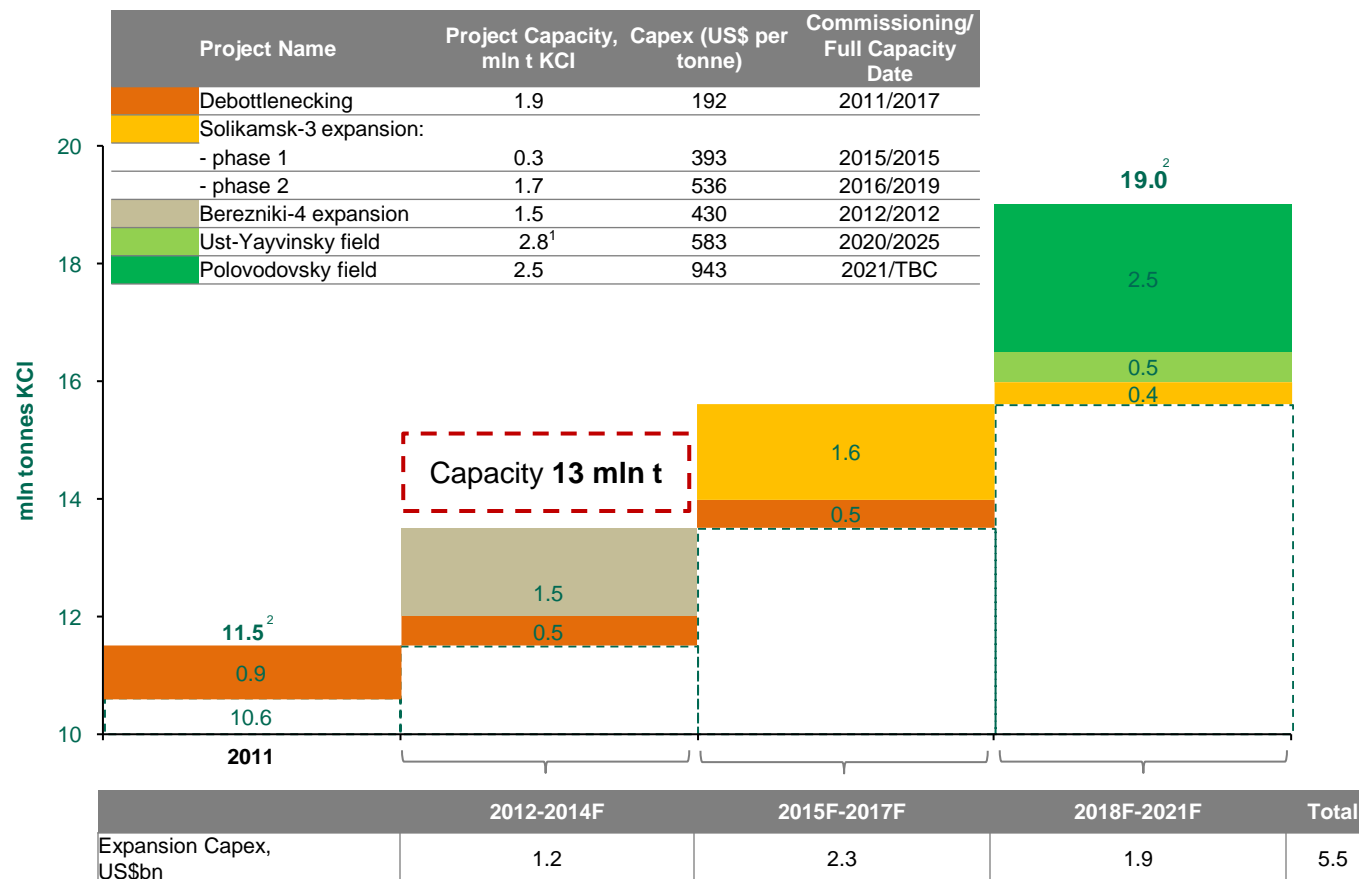 Project Name Project Capacity, mln t KCl Capex (US$ per tonne) Commissioning/ Full Capacity Date
Debottlenecking 1.9 192 2011/2017
Solikamsk-3 expansion:
- phase 1 0.3 393 2015/2015
- phase 2 1.7 536 2016/2019
Berezniki-4 expansion 1.5 430 2012/2012
Ust-Yayvinsky field 2.8¹ 583 2020/2025
Polovodovsky field 2.5 943 2021/TBC
mln tonnes KCl
20
18
16
14
12
10
19.0²
2.5
0.5
0.4
1.6
0.5
Capacity 13 mln t
1.5
0.5
11.5²
0.9
10.6
2011
2012-2014F 2015F-2017F 2018F-2021F Total
Expansion Capex,
US$bn 1.2 2.3 1.9 5.5